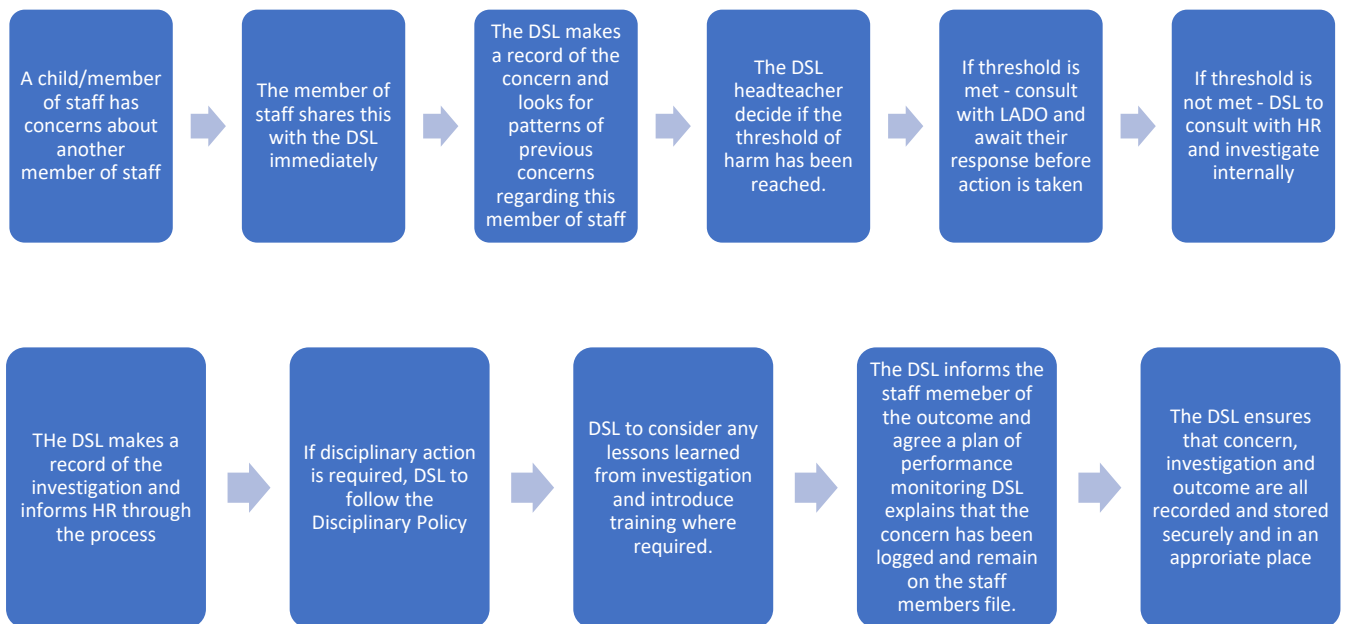 A child/member
of staff has
concerns about
another
member of staff
The member of
staff shares this
with the DSL
immediately
The DSL makes
a record of the
concern and
looks for
patterns of
previous
concerns
regarding this
member of staff
The DSL
headteacher
decide if the
threshold of
harm has been
reached.
If threshold is
met - consult
with LADO and
await their
response before
action is taken
If threshold is
not met - DSL to
consult with HR
and investigate
internally
THe DSL makes a
record of the
investigation and
informs HR through
the process
If disciplinary action
is required, DSL to
follow the
Disciplinary Policy
DSL to consider any
lessons learned
from investigation
and introduce
training where
required.
The DSL informs the
staff memeber of
the outcome and
agree a plan of
performance
monitoring DSL
explains that the
concern has been
logged and remain
on the staff
members file.
The DSL ensures
that concern,
investigation and
outcome are all
recorded and stored
securely and in an
approriate place